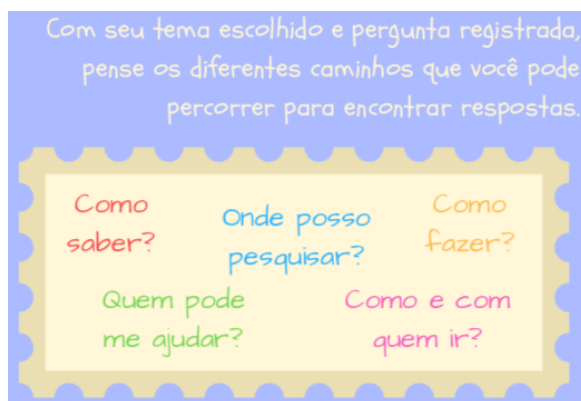 Com seu tema escolhido e pergunta registrada,
pense os diferentes caminhos que você pode
percorrer para encontrar respostas.
Como
saber?
Onde posso
pesquisar?
Como
fazer?
Quem pode
me ajudar?
Como e com
quem ir?